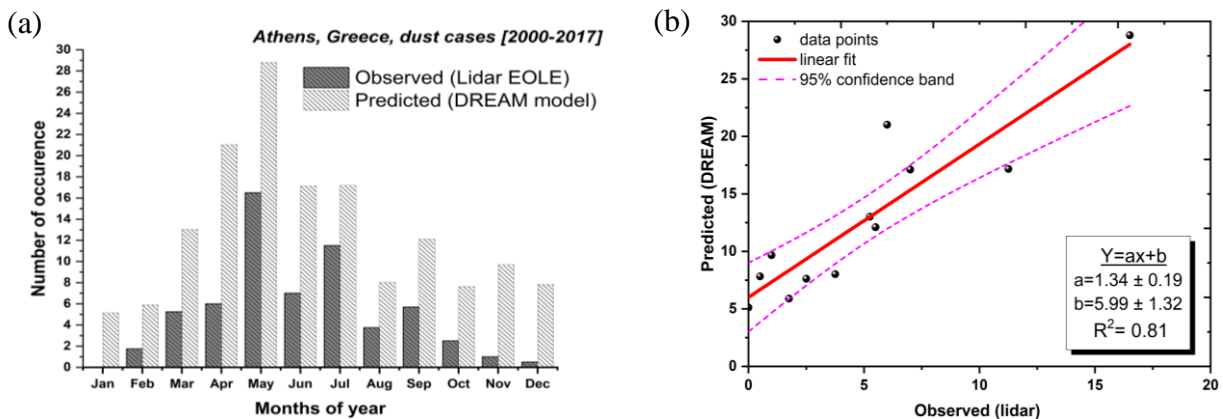 (a)
Athens, Greece, dust cases [2000-2017]
Observed (Lidar EOLE)
Predicted (DREAM model)
Number of occurence
30
28
26
24
22
20
18
16
14
12
10
8
6
4
2
0
Jan Feb Mar Apr May Jun Jul Aug Sep Oct Nov Dec
Months of year
(b)
data points
linear fit
95% confidence band
Predicted (DREAM)
30
25
20
15
10
5
0
Y=ax+b
a=1.34 ± 0.19
b=5.99 ± 1.32
R²= 0.81
0 5 10 15 20
Observed (lidar)